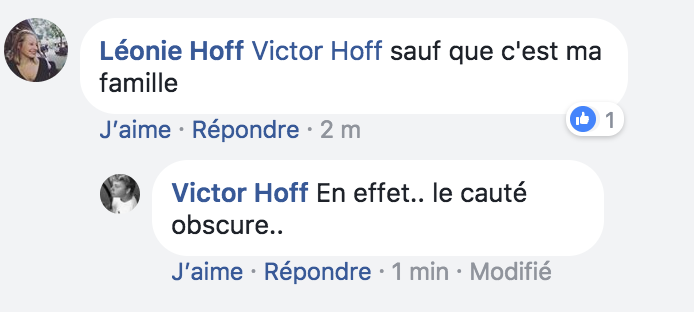 Léonie Hoff Victor Hoff sauf que c'est ma
famille
1
J'aime · Répondre · 2 m
Victor Hoff En effet.. le cauté
obscure..
J'aime · Répondre · 1 min · Modifié